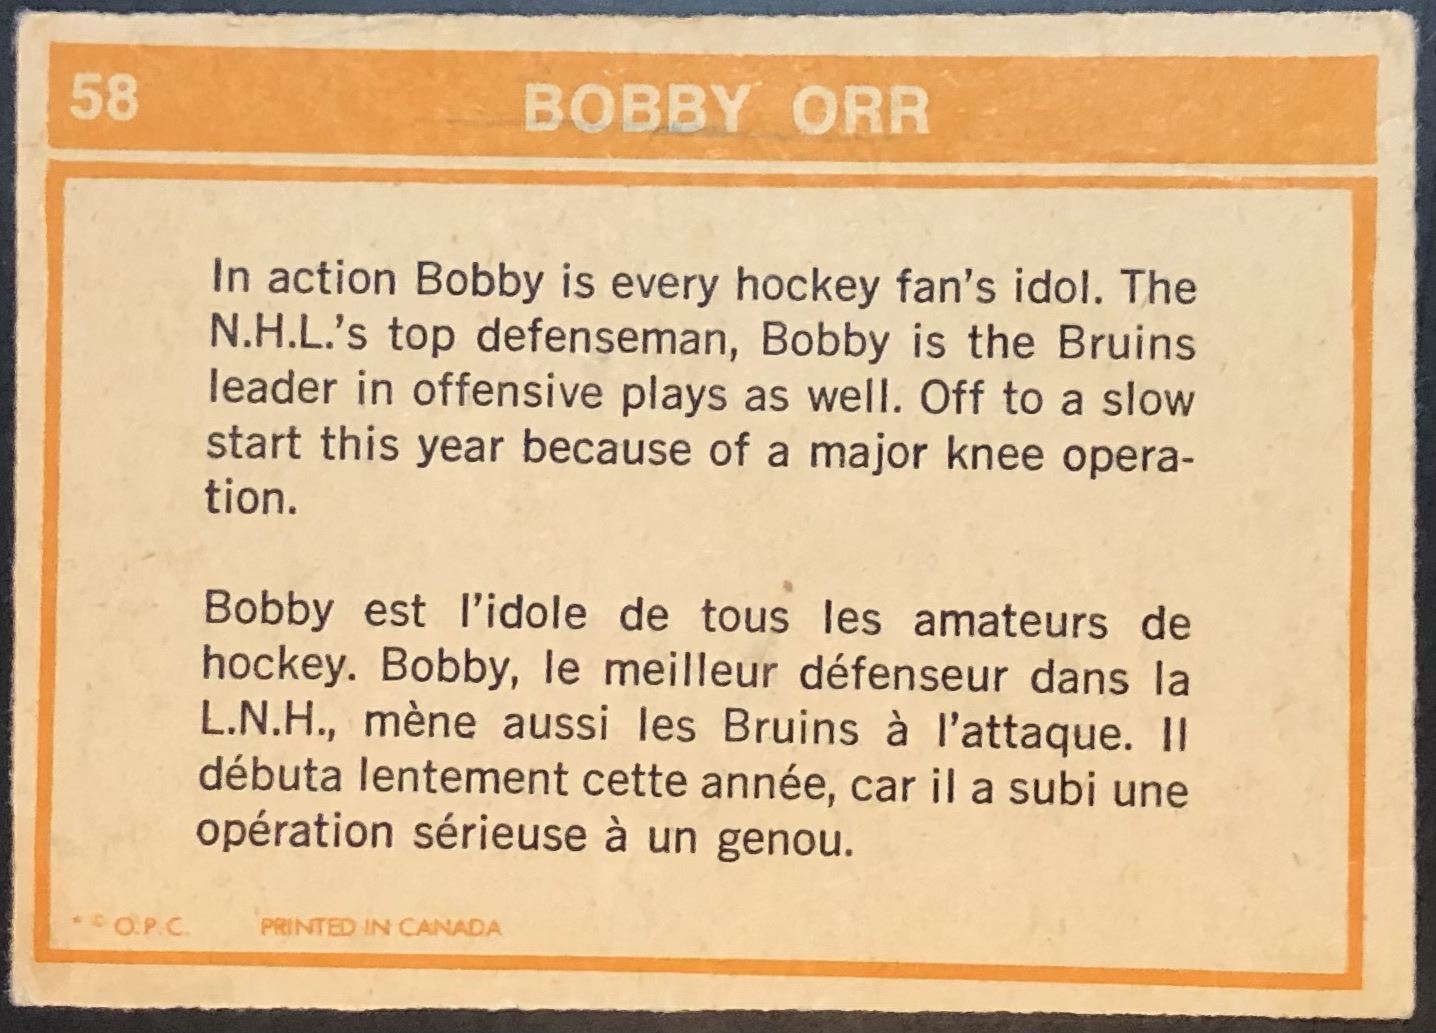 58
BOBBY ORR
In action Bobby is every hockey fan's idol. The
N.H.L.'s top defenseman, Bobby is the Bruins
leader in offensive plays as well. Off to a slow
start this year because of a major knee opera-
tion.
Bobby est l'idole de tous les amateurs de
hockey. Bobby, le meilleur défenseur dans la
L.N.H., mène aussi les Bruins à l'attaque. Il
débuta lentement cette année, car il a subi une
opération sérieuse à un genou.
* © O.P.C. PRINTED IN CANADA